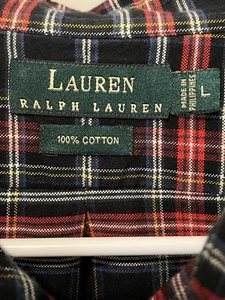 LAUREN
RALPH LAUREN
L
MADE IN
PHILIPPINES
100% COTTON